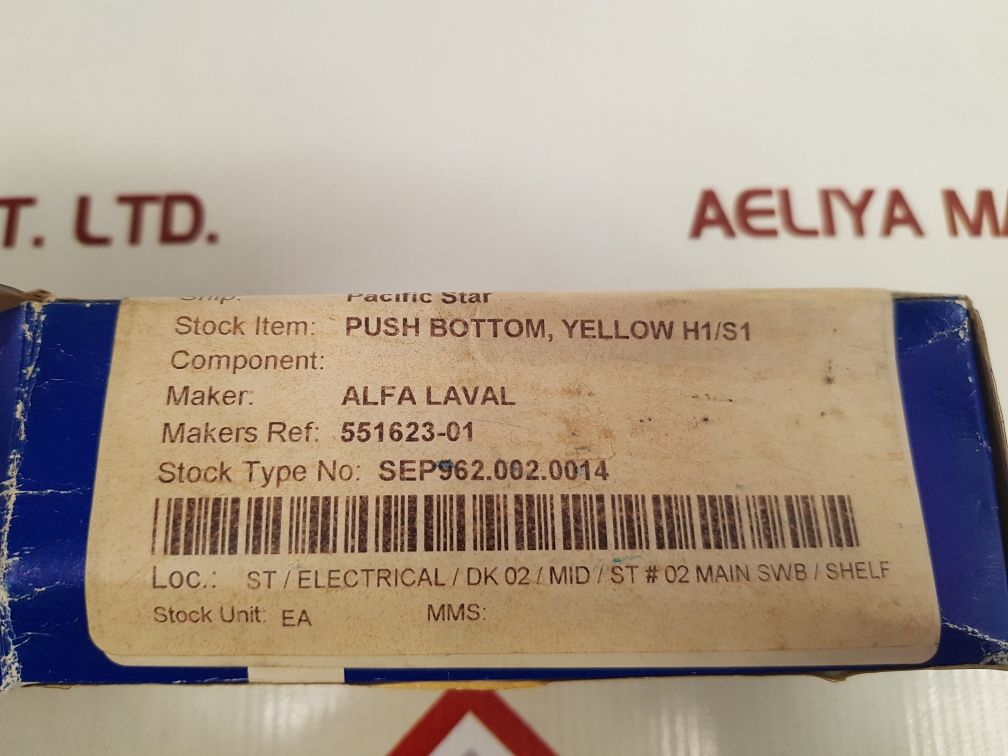 T. LTD.
AELIYA MA
Ship: Pacific Star
Stock Item: PUSH BOTTOM, YELLOW H1/S1
Component:
Maker: ALFA LAVAL
Makers Ref: 551623-01
Stock Type No: SEP962.002.0014
Loc.: ST / ELECTRICAL / DK 02 / MID / ST # 02 MAIN SWB / SHELF
Stock Unit: EA MMS: